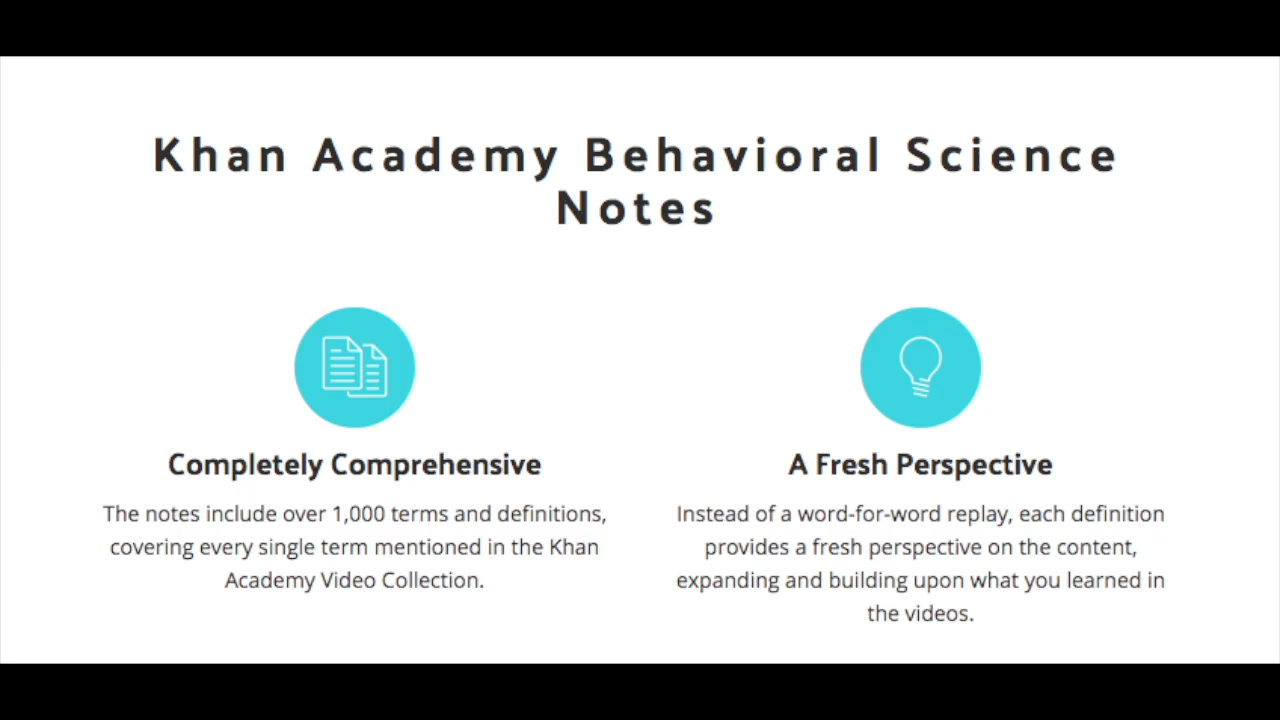 Khan Academy Behavioral Science
Notes
Completely Comprehensive
The notes include over 1,000 terms and definitions,
covering every single term mentioned in the Khan
Academy Video Collection.
A Fresh Perspective
Instead of a word-for-word replay, each definition
provides a fresh perspective on the content,
expanding and building upon what you learned in
the videos.